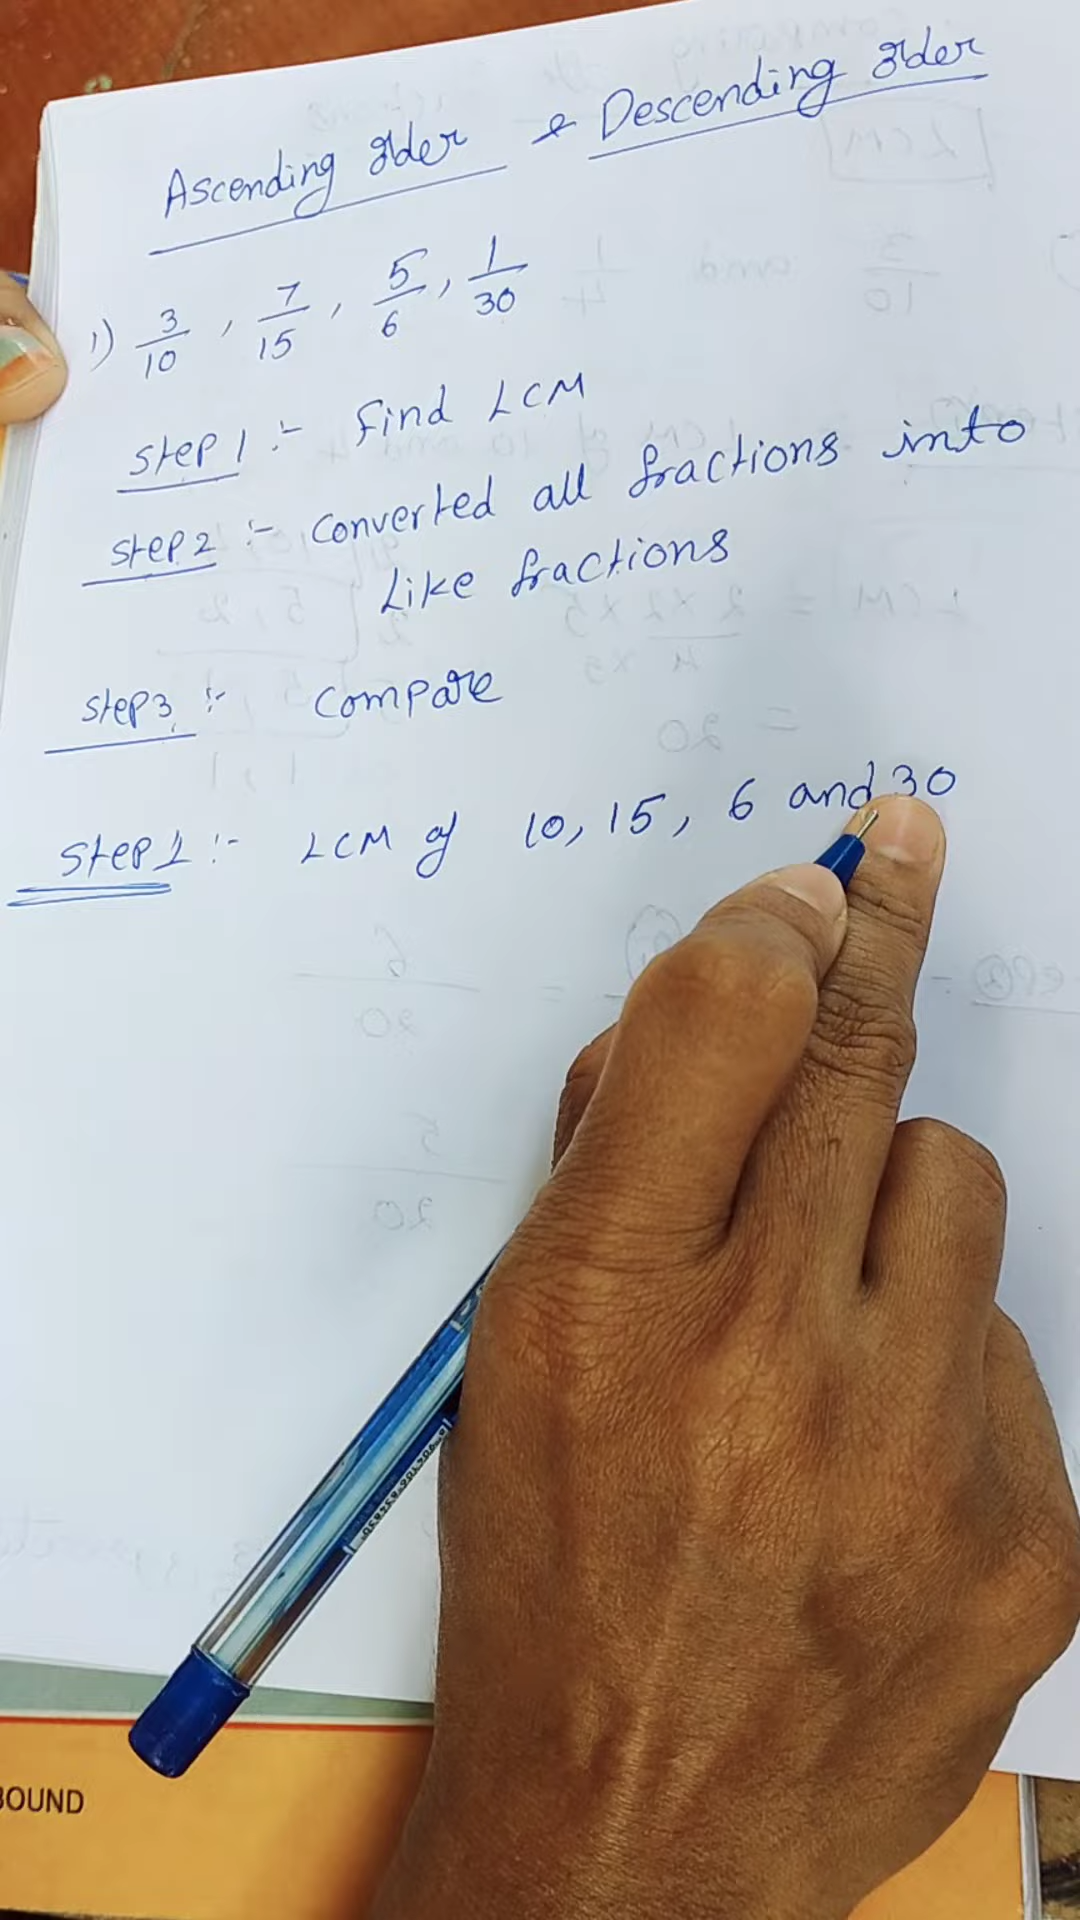 Ascending order & Descending order
1) 3/10 , 7/15 , 5/6 , 1/30
Step 1 :- Find LCM
Step 2 :- Converted all fractions into
Like fractions
Step 3 :- Compare
Step 1 :- LCM of 10, 15, 6 and 30
BOUND